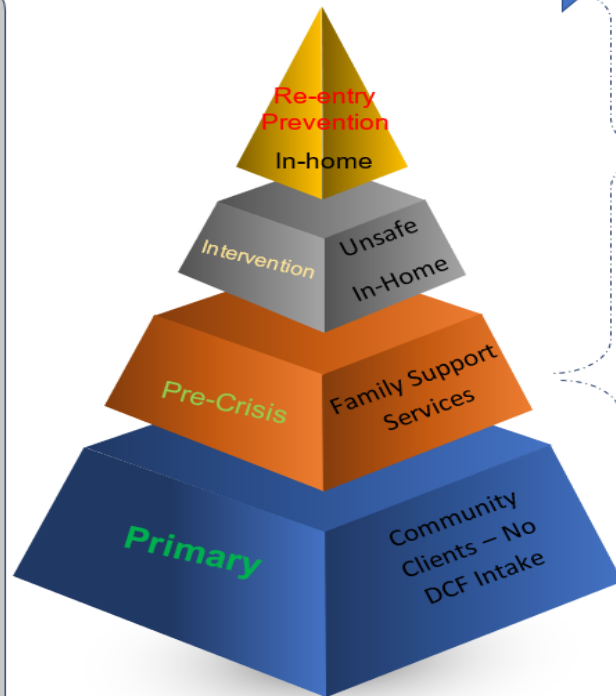 Re-entry
Prevention
In-home
Intervention
Unsafe
In-Home
Pre-Crisis
Family Support
Services
Primary
Community
Clients – No
DCF Intake